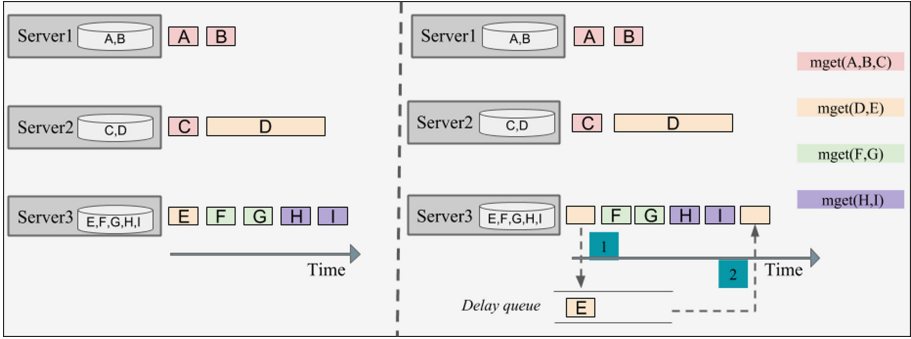 Server1
A,B
A
B
Server2
C,D
C
D
Server3
E,F,G,H,I
E
F
G
H
I
Time
Server1
A,B
A
B
Server2
C,D
C
D
Server3
E,F,G,H,I
F
G
H
I
1
2
Time
Delay queue
E
mget(A,B,C)
mget(D,E)
mget(F,G)
mget(H,I)